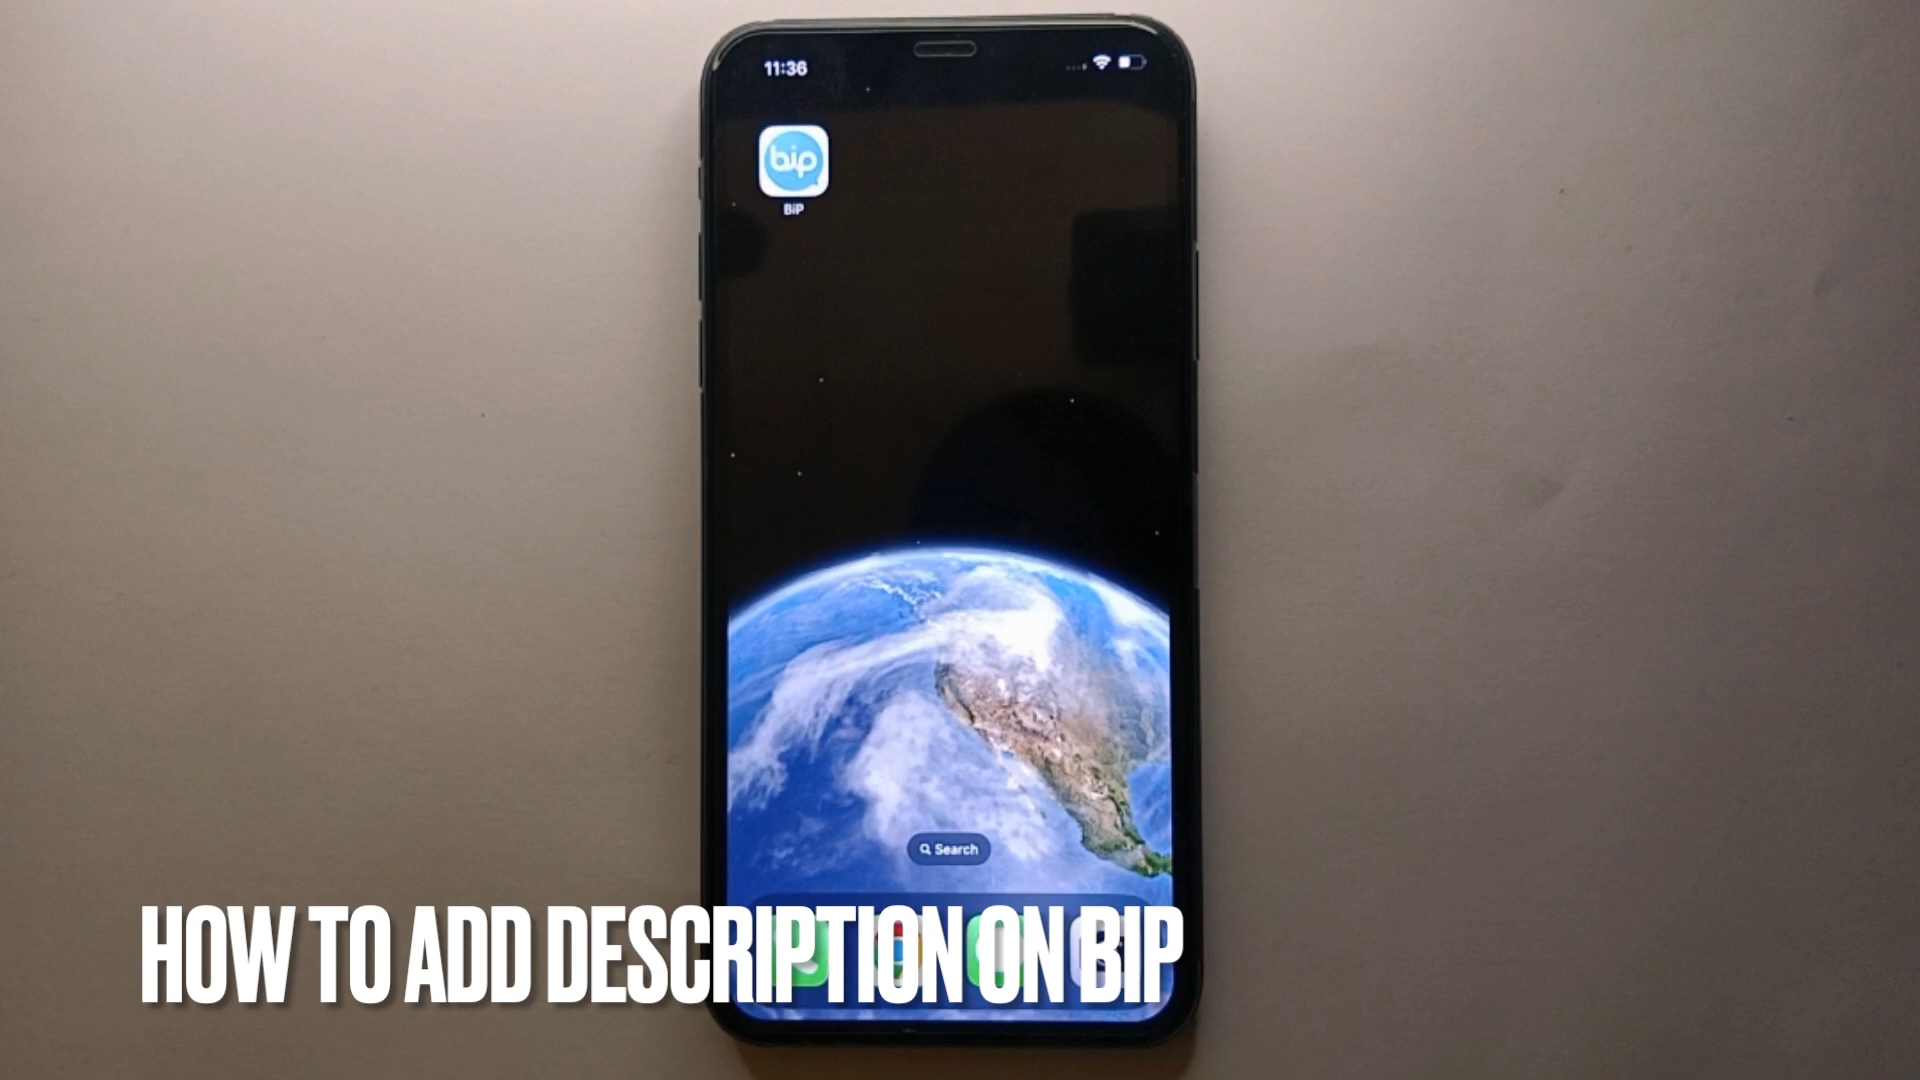 11:36
bip
BiP
Search
HOW TO ADD DESCRIPTION ON BIP